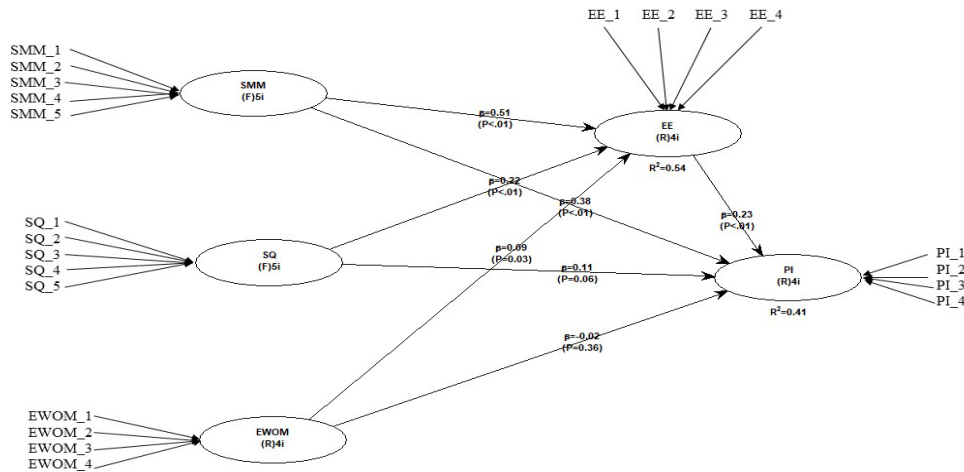 EE_1
EE_2
EE_3
EE_4
SMM_1
SMM_2
SMM_3
SMM_4
SMM_5
SMM
(F)5i
β=0.51
(P<.01)
EE
(R)4i
R²=0.54
β=0.22
(P<.01)
β=0.38
(P<.01)
β=0.23
(P<.01)
SQ_1
SQ_2
SQ_3
SQ_4
SQ_5
SQ
(F)5i
β=0.09
(P=0.03)
β=0.11
(P=0.06)
PI
(R)4i
R²=0.41
PI_1
PI_2
PI_3
PI_4
β=-0.02
(P=0.36)
EWOM_1
EWOM_2
EWOM_3
EWOM_4
EWOM
(R)4i